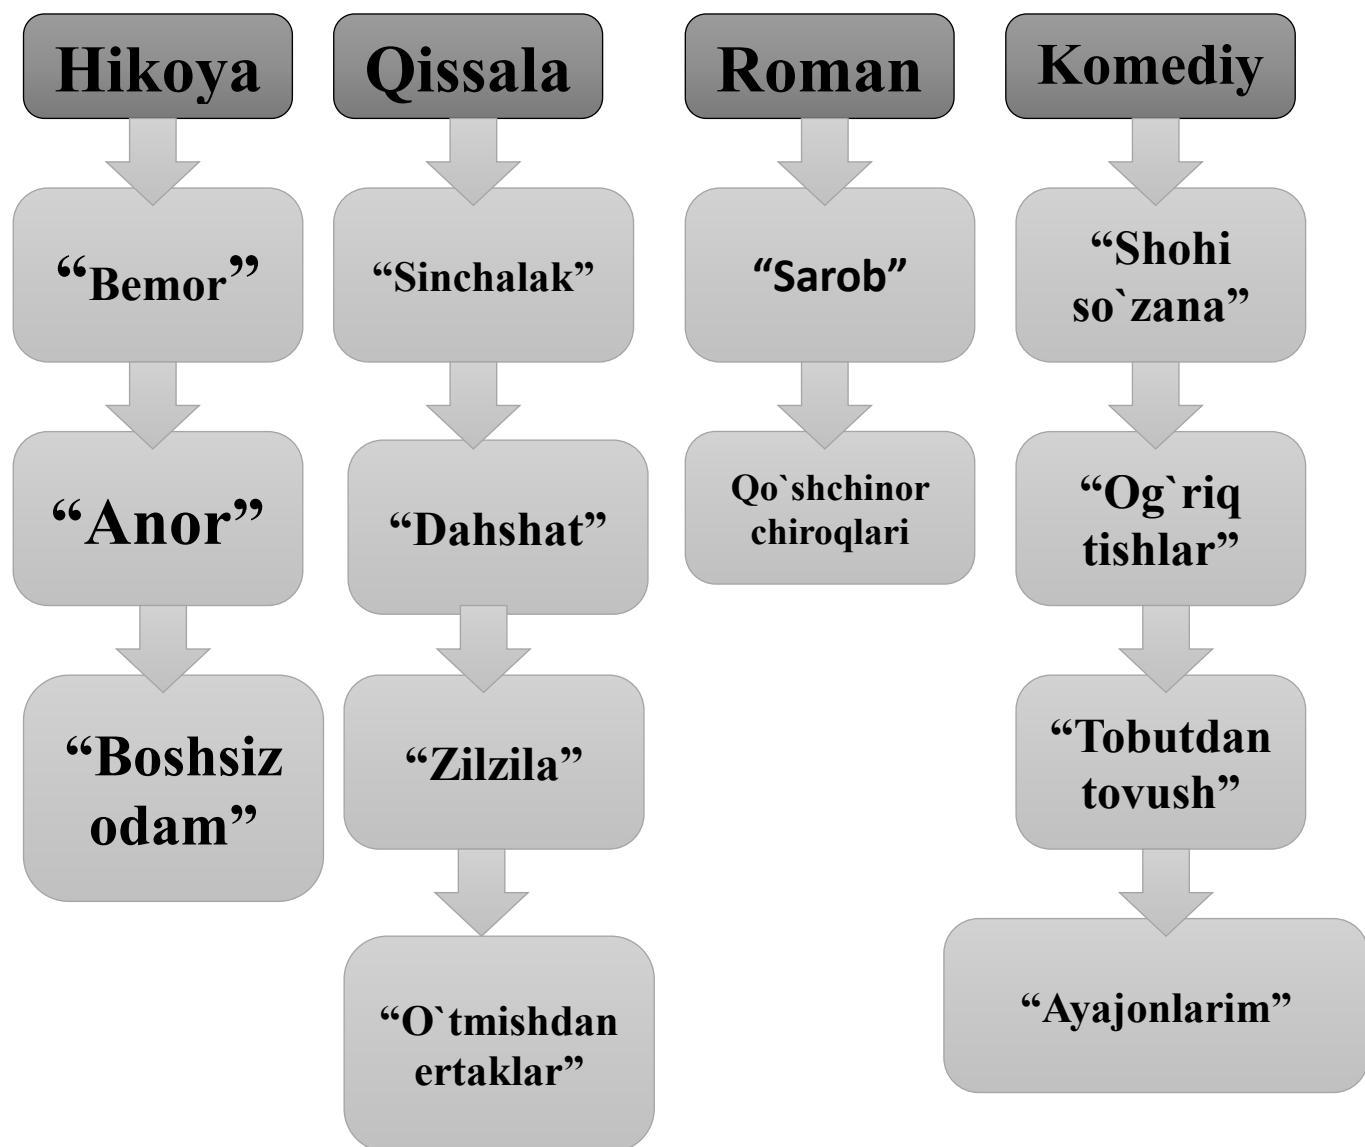 Hikoya
“Bemor”
“Anor”
“Boshsiz
odam”
Qissala
“Sinchalak”
“Dahshat”
“Zilzila”
“O`tmishdan
ertaklar”
Roman
“Sarob”
Qo`shchinor
chiroqlari
Komediy
“Shohi
so`zana”
“Og`riq
tishlar”
“Tobutdan
tovush”
“Ayajonlarim”